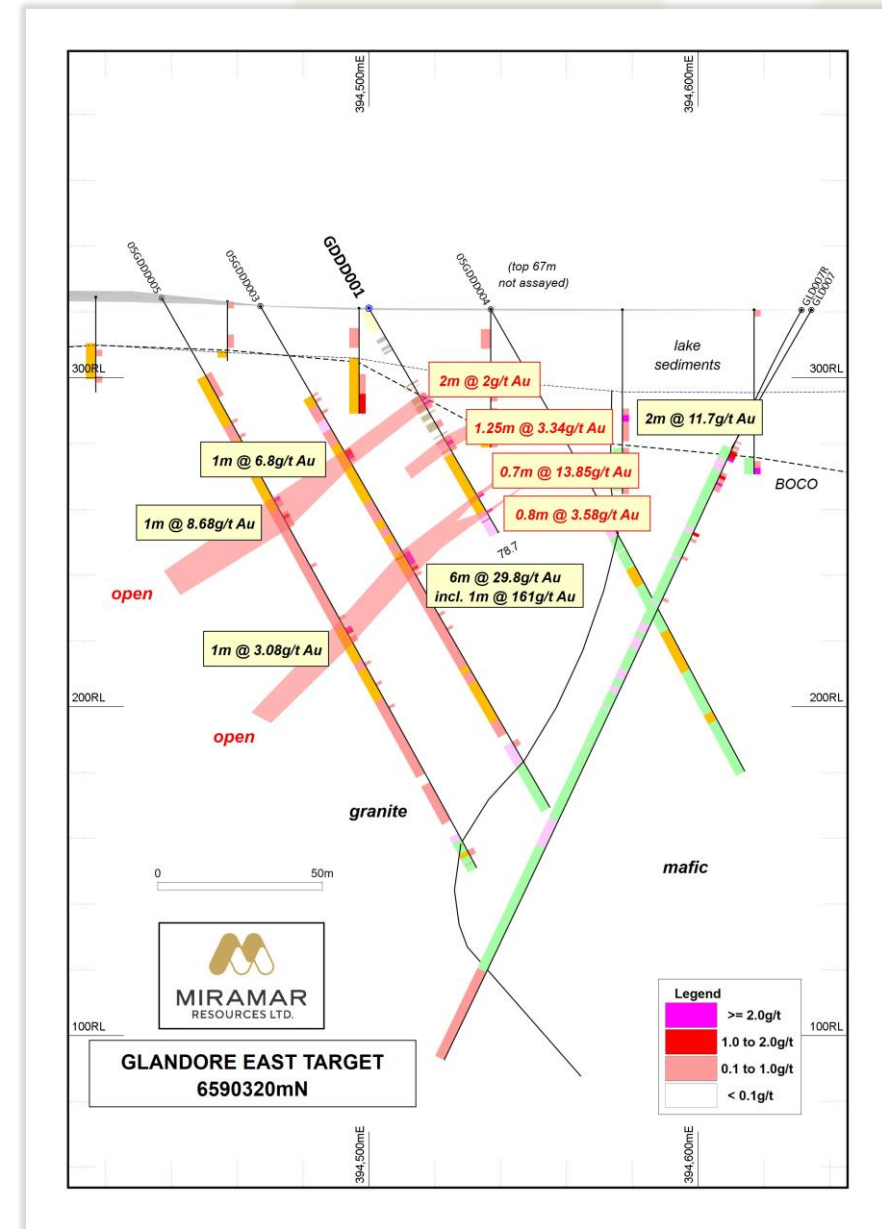 394,500mE
394,600mE
05GDDD005
05GDDD003
GDDD001
05GDDD004
(top 67m
not assayed)
GLD007R
GLD007
lake
sediments
300RL
300RL
2m @ 2g/t Au
2m @ 11.7g/t Au
1.25m @ 3.34g/t Au
1m @ 6.8g/t Au
0.7m @ 13.85g/t Au
BOCO
1m @ 8.68g/t Au
0.8m @ 3.58g/t Au
78.7
open
6m @ 29.8g/t Au
incl. 1m @ 161g/t Au
1m @ 3.08g/t Au
200RL
200RL
open
granite
mafic
0
50m
MIRAMAR
RESOURCES LTD.
Legend
>= 2.0g/t
1.0 to 2.0g/t
0.1 to 1.0g/t
< 0.1g/t
100RL
100RL
GLANDORE EAST TARGET
6590320mN
394,500mE
394,600mE